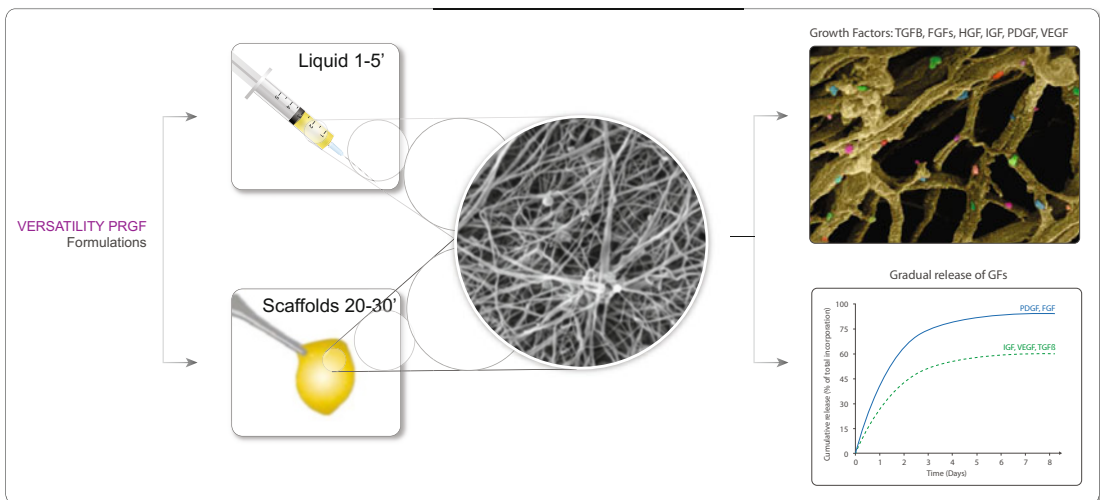 VERSATILITY PRGF
Formulations
Liquid 1-5’
Scaffolds 20-30’
Growth Factors: TGFB, FGFs, HGF, IGF, PDGF, VEGF
Gradual release of GFs
Cumulative release (% of total incorporation)
100
75
60
45
30
15
0
PDGF, FGF
IGF, VEGF, TGFß
0 1 2 3 4 5 6 7 8
Time (Days)